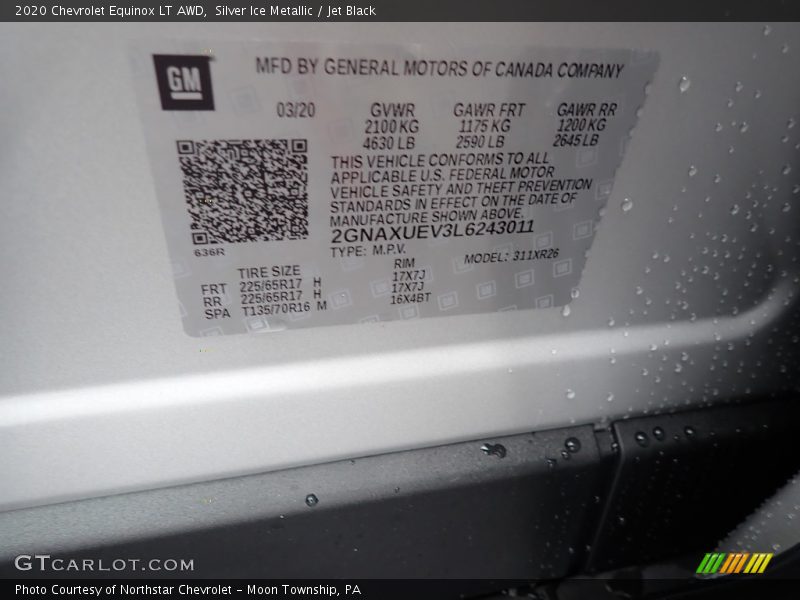 2020 Chevrolet Equinox LT AWD, Silver Ice Metallic / Jet Black
GM
MFD BY GENERAL MOTORS OF CANADA COMPANY
03/20 GVWR GAWR FRT GAWR RR
2100 KG 1175 KG 1200 KG
4630 LB 2590 LB 2645 LB
THIS VEHICLE CONFORMS TO ALL
APPLICABLE U.S. FEDERAL MOTOR
VEHICLE SAFETY AND THEFT PREVENTION
STANDARDS IN EFFECT ON THE DATE OF
MANUFACTURE SHOWN ABOVE.
2GNAXUEV3L6243011
636R
TYPE: M.P.V. MODEL: 311XR26
TIRE SIZE RIM
FRT 225/65R17 H 17X7J
RR 225/65R17 H 17X7J
SPA T135/70R16 M 16X4BT
GTCARLOT.COM
Photo Courtesy of Northstar Chevrolet - Moon Township, PA